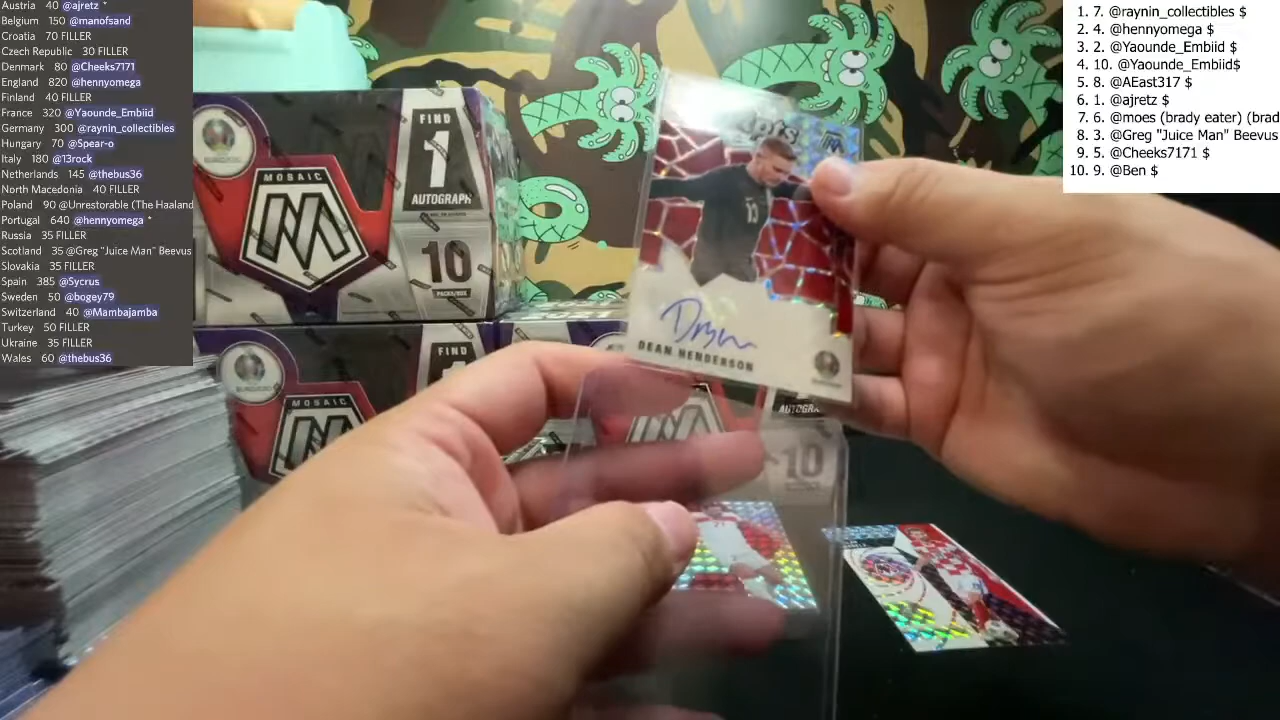 Austria 40 @ajretz *
Belgium 150 @manofsand
Croatia 70 FILLER
Czech Republic 30 FILLER
Denmark 80 @Cheeks7171
England 820 @hennyomega
Finland 40 FILLER
France 320 @Yaounde_Embiid
Germany 300 @raynin_collectibles
Hungary 70 @Spear-o
Italy 180 @13rock
Netherlands 145 @thebus36
North Macedonia 40 FILLER
Poland 90 @Unrestorable (The Haaland
Portugal 640 @hennyomega *
Russia 35 FILLER
Scotland 35 @Greg "Juice Man" Beevus
Slovakia 35 FILLER
Spain 385 @Sycrus
Sweden 50 @bogey79
Switzerland 40 @Mambajamba
Turkey 50 FILLER
Ukraine 35 FILLER
Wales 60 @thebus36
1. 7. @raynin_collectibles $
2. 4. @hennyomega $
3. 2. @Yaounde_Embiid $
4. 10. @Yaounde_Embiid$
5. 8. @AEast317 $
6. 1. @ajretz $
7. 6. @moes (brady eater) (brad
8. 3. @Greg "Juice Man" Beevus
9. 5. @Cheeks7171 $
10. 9. @Ben $
FIND
1
AUTOGRAPH
MOSAIC
10
PACKS/BOX
DEAN HENDERSON
FIND
MOSAIC
AUTOGRA
10